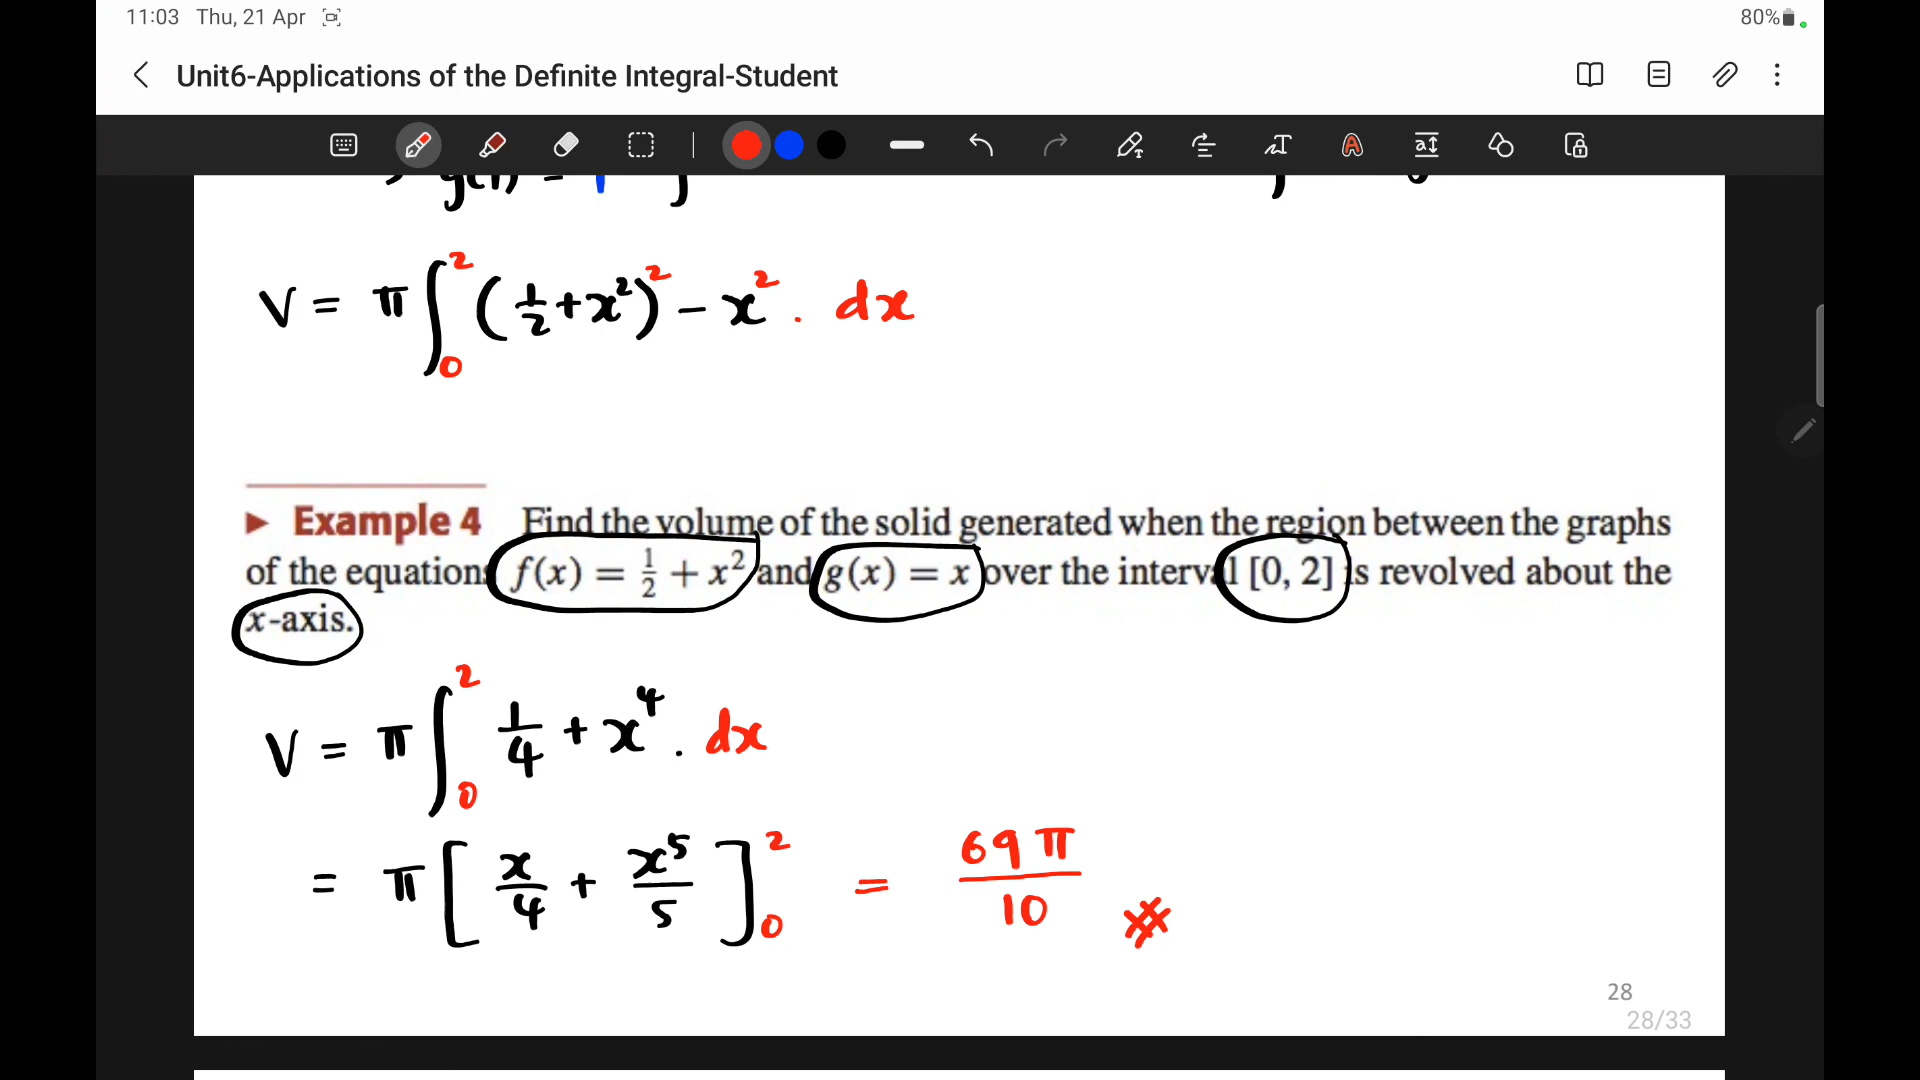 11:03 Thu, 21 Apr 80%
Unit6-Applications of the Definite Integral-Student
V = π ∫₀² (1/2 + x²)² − x² . dx
► Example 4 Find the volume of the solid generated when the region between the graphs
of the equations f(x) = 1/2 + x² and g(x) = x over the interval [0, 2] is revolved about the
x-axis.
V = π ∫₀² 1/4 + x⁴ . dx
= π [ x/4 + x⁵/5 ]₀² = 69π/10
28
28/33